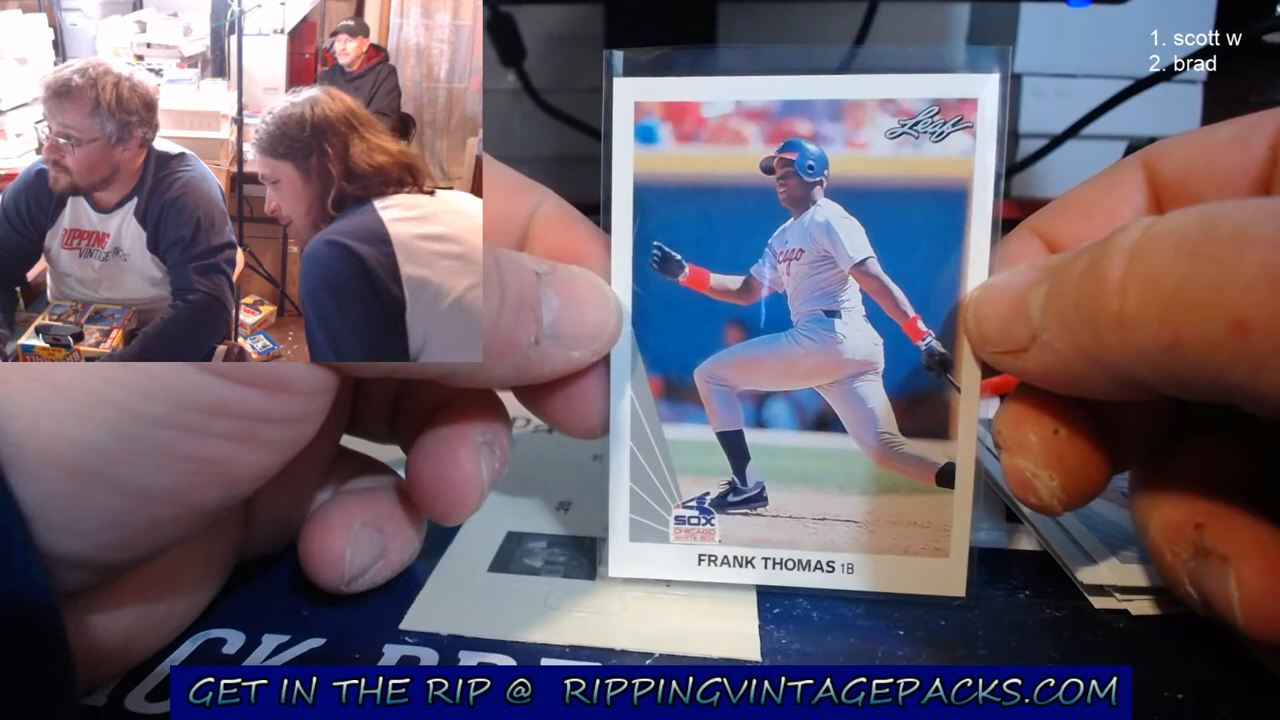 1. scott w
2. brad
Leaf
cago
RIPPING
VINTAGE
SOX
CHICAGO
WHITE SOX
FRANK THOMAS 1B
GET IN THE RIP @ RIPPINGVINTAGEPACKS.COM